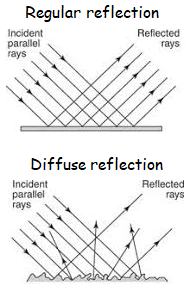 Regular reflection
Incident
parallel
rays
Reflected
rays
Diffuse reflection
Incident
parallel
rays
Reflected
rays